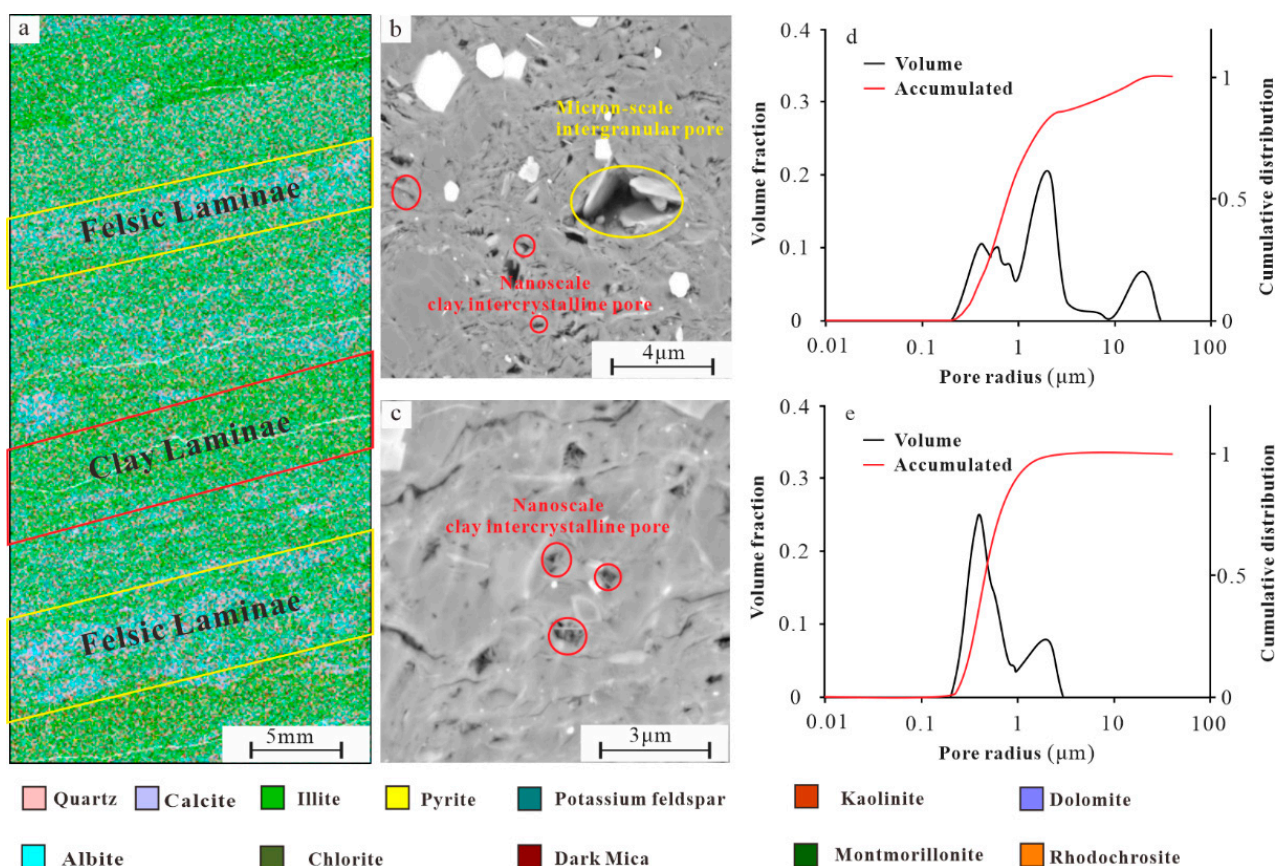 a
Felsic Laminae
Clay Laminae
Felsic Laminae
5mm
b
Micron-scale
intergranular pore
Nanoscale
clay intercrystalline pore
4μm
c
Nanoscale
clay intercrystalline pore
3μm
d
0.4
0.3
0.2
0.1
0
Volume fraction
Volume
Accumulated
1
0.5
0
Cumulative distribution
0.01
0.1
1
10
100
Pore radius (μm)
e
0.4
0.3
0.2
0.1
0
Volume fraction
Volume
Accumulated
1
0.5
0
Cumulative distribution
0.01
0.1
1
10
100
Pore radius (μm)
Quartz
Calcite
Illite
Pyrite
Potassium feldspar
Kaolinite
Dolomite
Albite
Chlorite
Dark Mica
Montmorillonite
Rhodochrosite